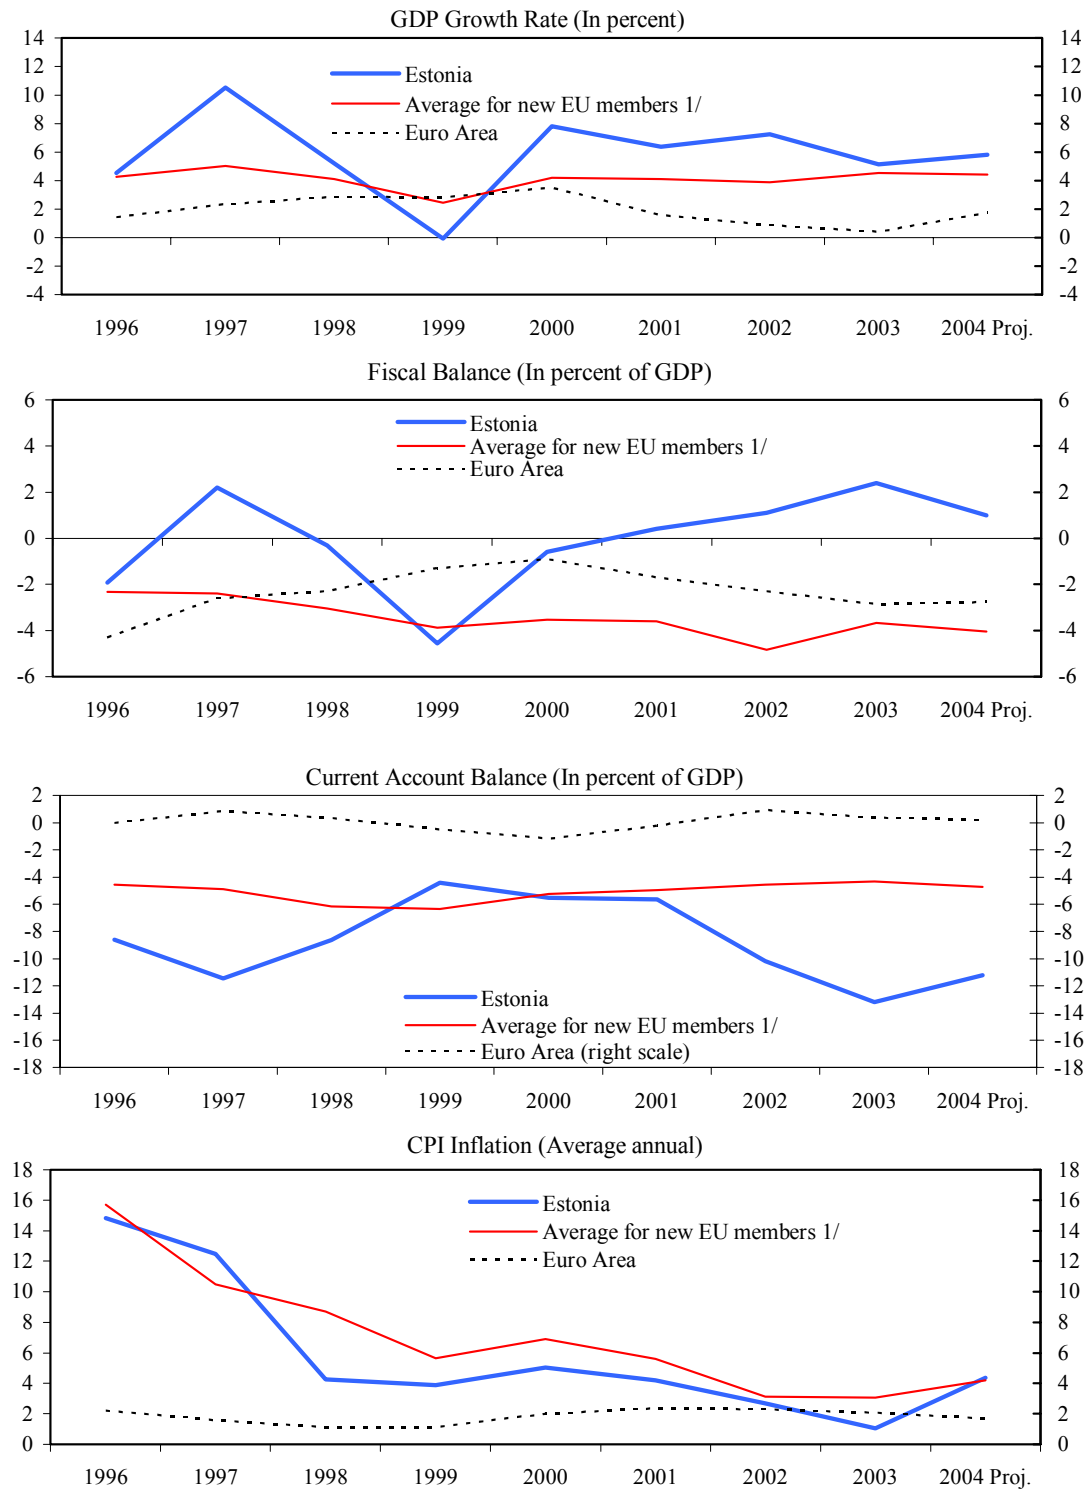 GDP Growth Rate (In percent)
14 14
12 12
10 10
8 8
6 6
4 4
2 2
0 0
-2 -2
-4 -4
Estonia
Average for new EU members 1/
Euro Area
1996 1997 1998 1999 2000 2001 2002 2003 2004 Proj.
Fiscal Balance (In percent of GDP)
6 6
4 4
2 2
0 0
-2 -2
-4 -4
-6 -6
Estonia
Average for new EU members 1/
Euro Area
1996 1997 1998 1999 2000 2001 2002 2003 2004 Proj.
Current Account Balance (In percent of GDP)
2 2
0 0
-2 -2
-4 -4
-6 -6
-8 -8
-10 -10
-12 -12
-14 -14
-16 -16
-18 -18
Estonia
Average for new EU members 1/
Euro Area (right scale)
1996 1997 1998 1999 2000 2001 2002 2003 2004 Proj.
CPI Inflation (Average annual)
18 18
16 16
14 14
12 12
10 10
8 8
6 6
4 4
2 2
0 0
Estonia
Average for new EU members 1/
Euro Area
1996 1997 1998 1999 2000 2001 2002 2003 2004 Proj.